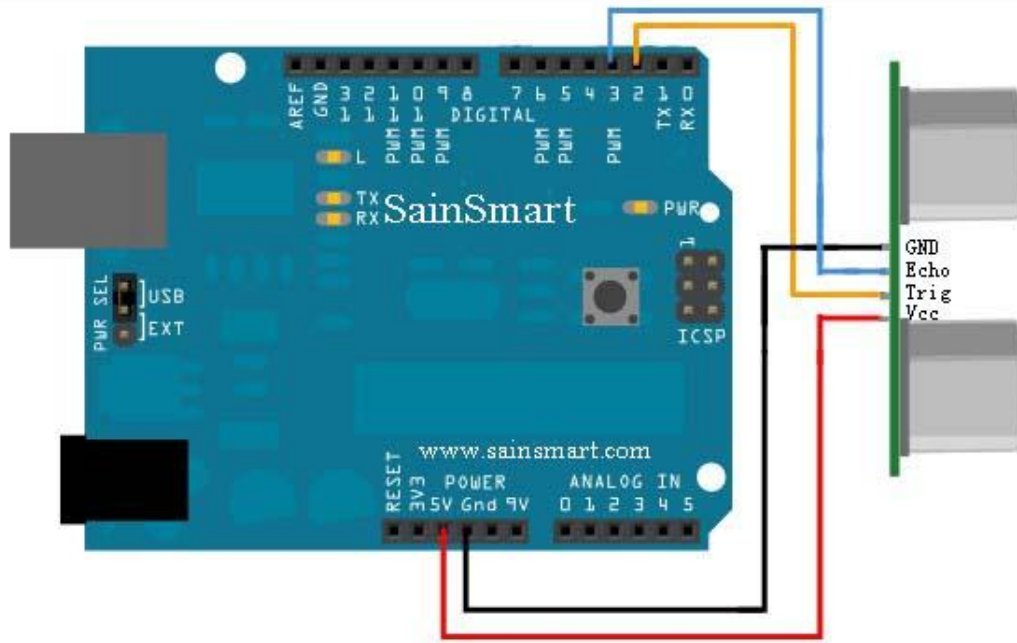 AREF
GND
13
12
11
10
9
8
7
6
5
4
3
2
1
0
DIGITAL
PWM
PWM
PWM
PWM
PWM
PWM
TX
RX
L
TX
RX
SainSmart
PWR
1
ICSP
PWR SEL
USB
EXT
GND
Echo
Trig
Vcc
www.sainsmart.com
RESET
3V3
POWER
5V Gnd 9V
ANALOG IN
0 1 2 3 4 5